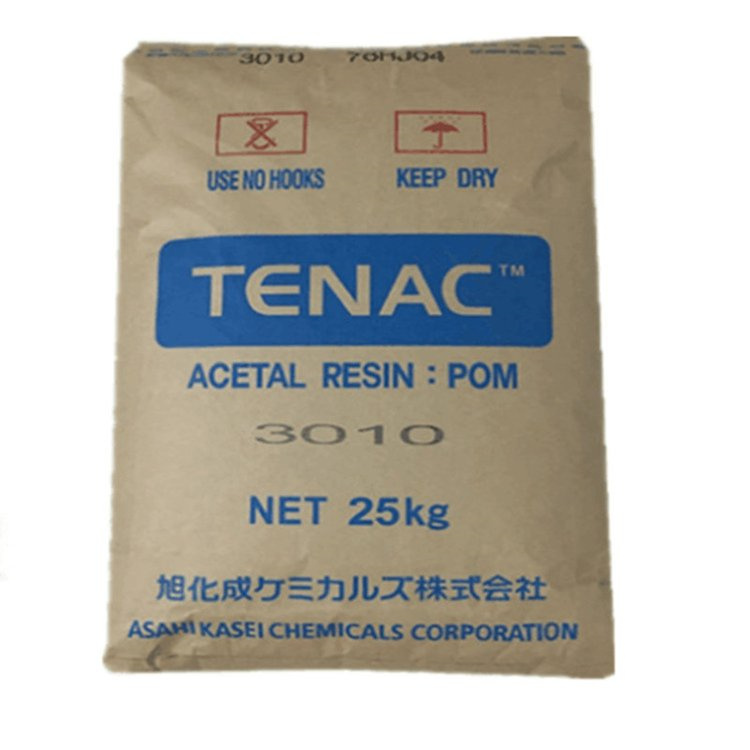 3010 76HJ04
USE NO HOOKS KEEP DRY
TENAC™
ACETAL RESIN : POM
3010
NET 25kg
旭化成ケミカルズ株式会社
ASAHI KASEI CHEMICALS CORPORATION